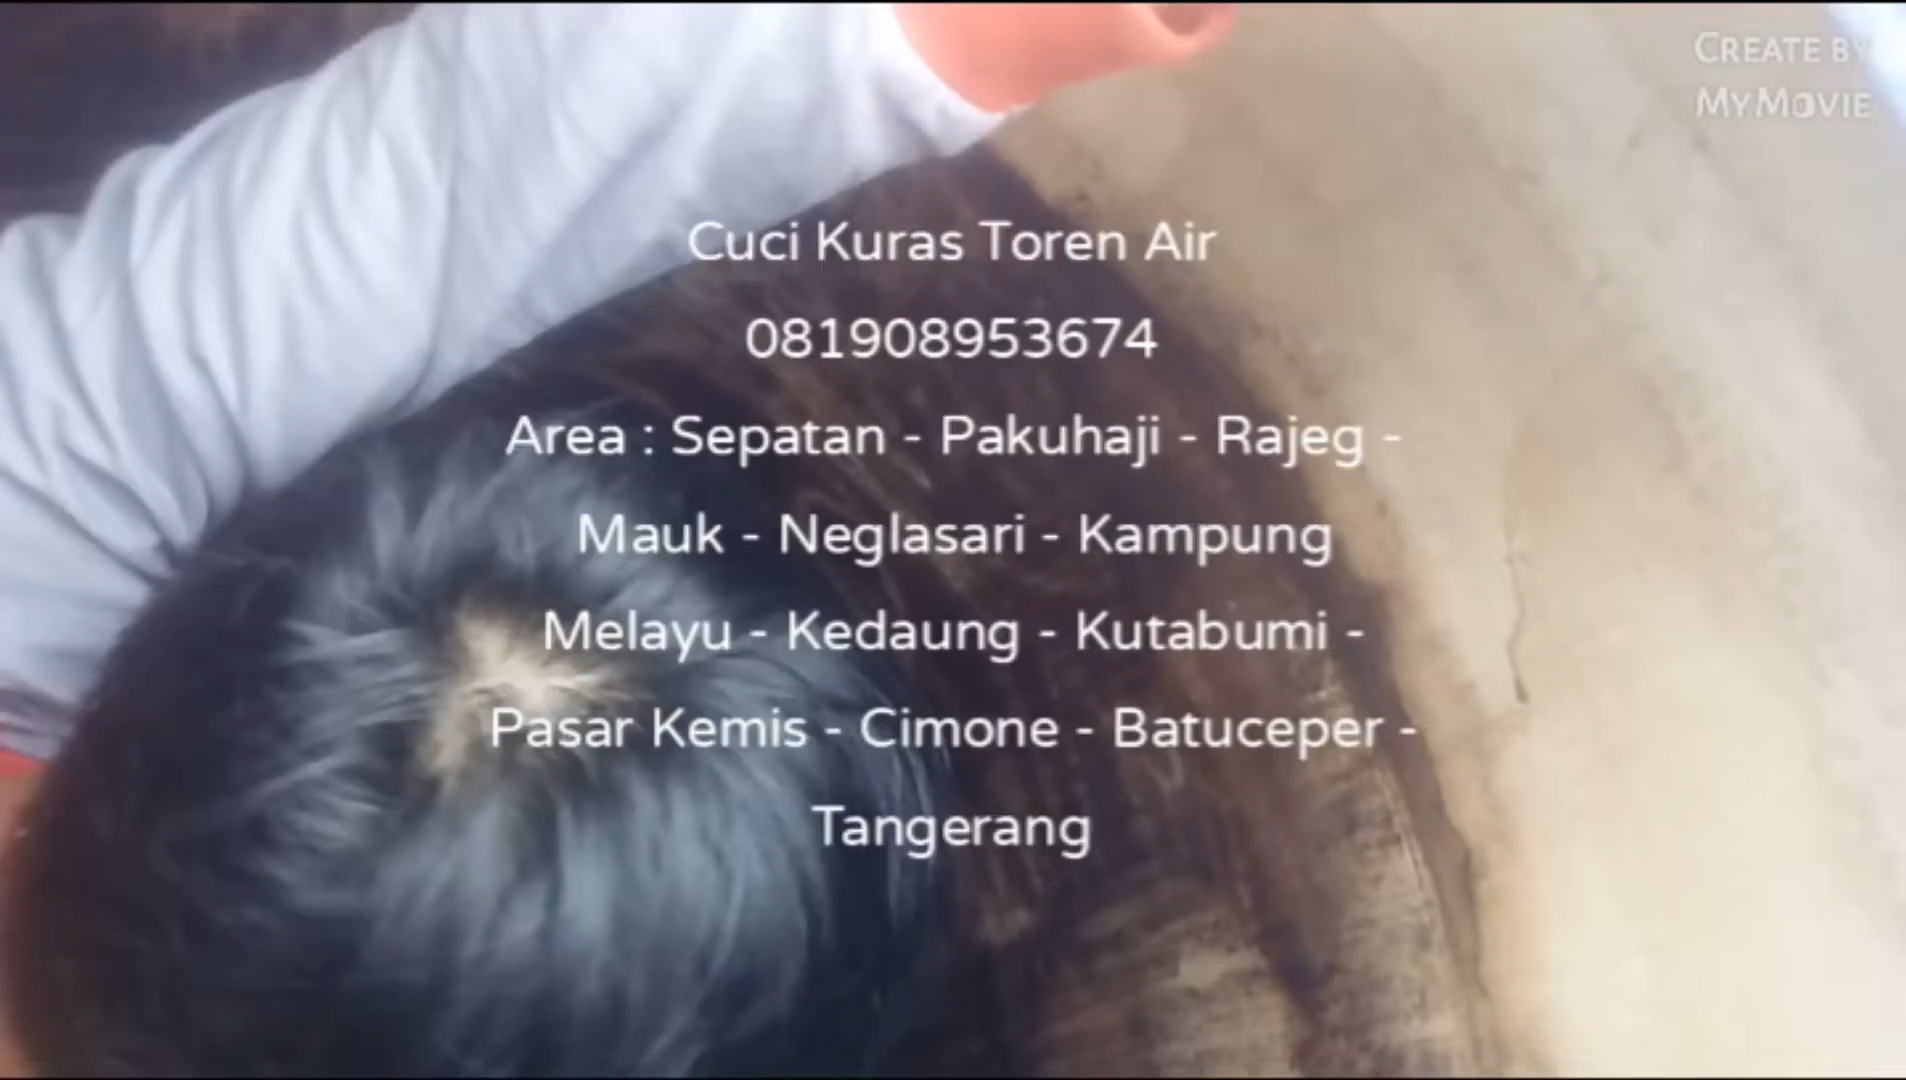 CREATE BY
MYMOVIE
Cuci Kuras Toren Air
081908953674
Area : Sepatan - Pakuhaji - Rajeg -
Mauk - Neglasari - Kampung
Melayu - Kedaung - Kutabumi -
Pasar Kemis - Cimone - Batuceper -
Tangerang